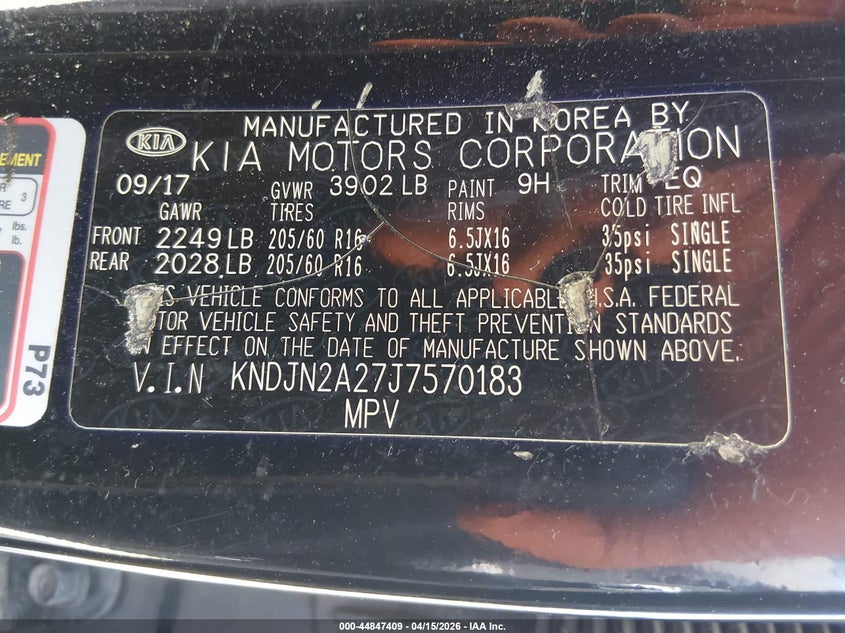 MANUFACTURED IN KOREA BY
KIA KIA MOTORS CORPORATION
09/17 GVWR 3902 LB PAINT 9H TRIM EQ
GAWR TIRES RIMS COLD TIRE INFL
FRONT 2249 LB 205/60 R16 6.5JX16 35psi SINGLE
REAR 2028 LB 205/60 R16 6.5JX16 35psi SINGLE
VEHICLE CONFORMS TO ALL APPLICABLE U.S.A. FEDERAL
VEHICLE SAFETY AND THEFT PREVENTION STANDARDS
IN EFFECT ON THE DATE OF MANUFACTURE SHOWN ABOVE.
V.I.N KNDJN2A27J7570183
MPV
3
lbs.
lb.
P73
000-44847409 - 04/15/2026 - IAA Inc.